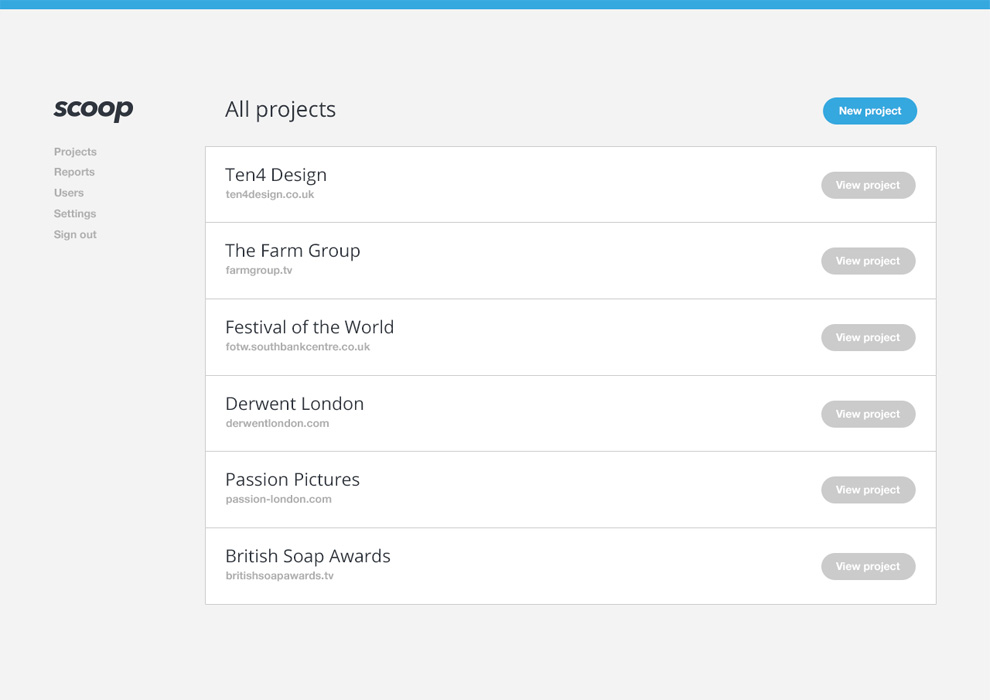 scoop
Projects
Reports
Users
Settings
Sign out
All projects
New project
Ten4 Design
ten4design.co.uk
View project
The Farm Group
farmgroup.tv
View project
Festival of the World
fotw.southbankcentre.co.uk
View project
Derwent London
derwentlondon.com
View project
Passion Pictures
passion-london.com
View project
British Soap Awards
britishsoapawards.tv
View project